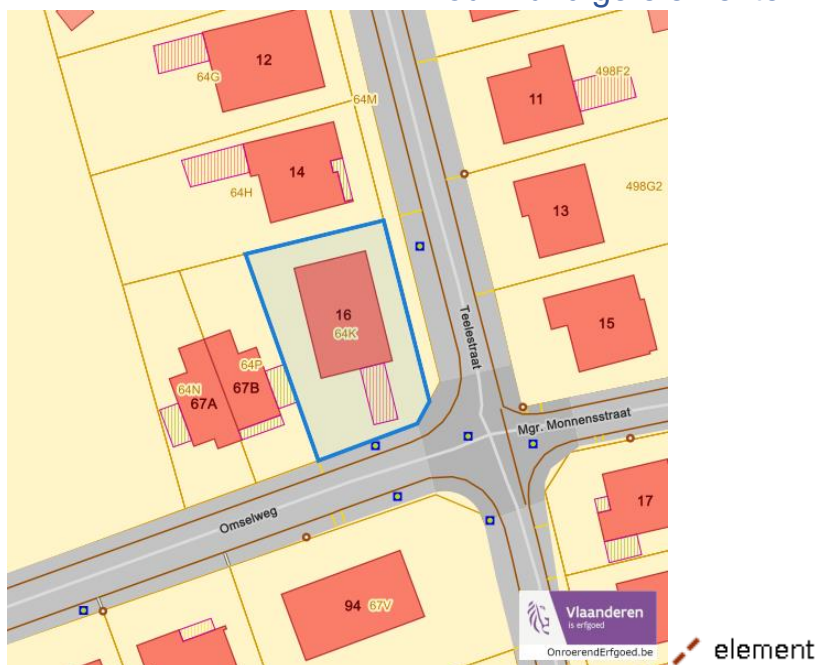 12
64G
64M
11
498F2
14
64H
13
498G2
16
64K
Teelestraat
15
64P
64N
67B
67A
Mgr. Monnensstraat
Omselweg
17
94 67V
Vlaanderen
is erfgoed
OnroerendErfgoed.be
element